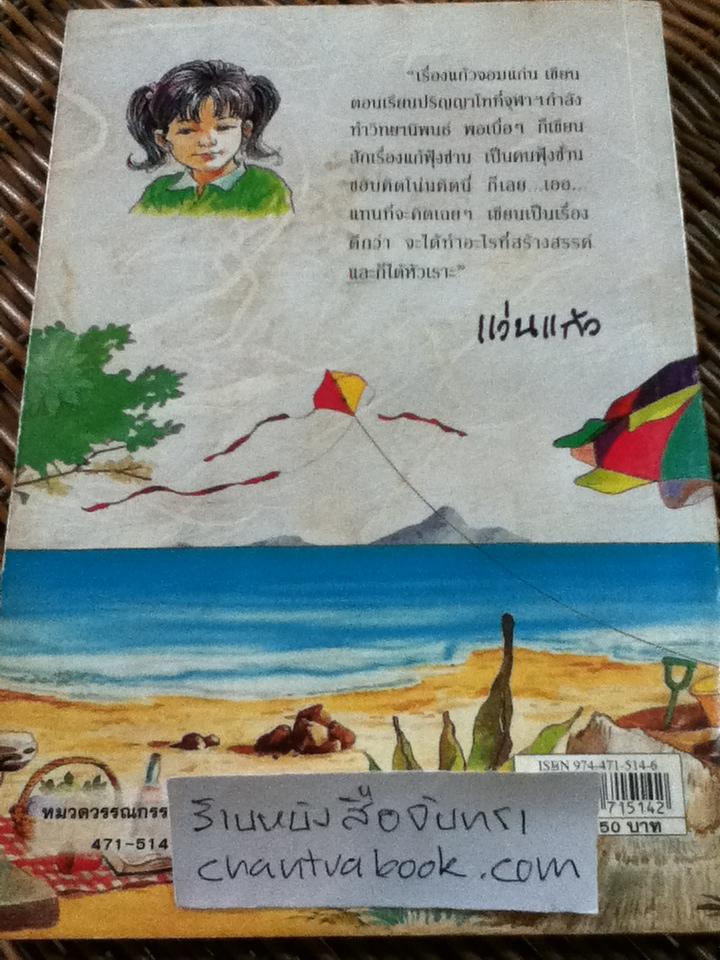 “เรื่องแก้วจอมแก่น เขียน
ตอนเรียนปริญญาโทที่จุฬาฯกำลัง
ทำวิทยานิพนธ์ พอเบื่อๆ ก็เขียน
สักเรื่องแก้ฟุ้งซ่าน เป็นคนฟุ้งซ่าน
ชอบคิดโน่นคิดนี่ ก็เลย...เออ...
แทนที่จะคิดเฉยๆ เขียนเป็นเรื่อง
ดีกว่า จะได้ทำอะไรที่สร้างสรรค์
และก็ได้หัวเราะ”
แว่นแก้ว
ISBN 974-471-514-6
715142
50 บาท
หมวดวรรณกรร
471-514
ร้านหนังสือจันทรา
chantrabook.com